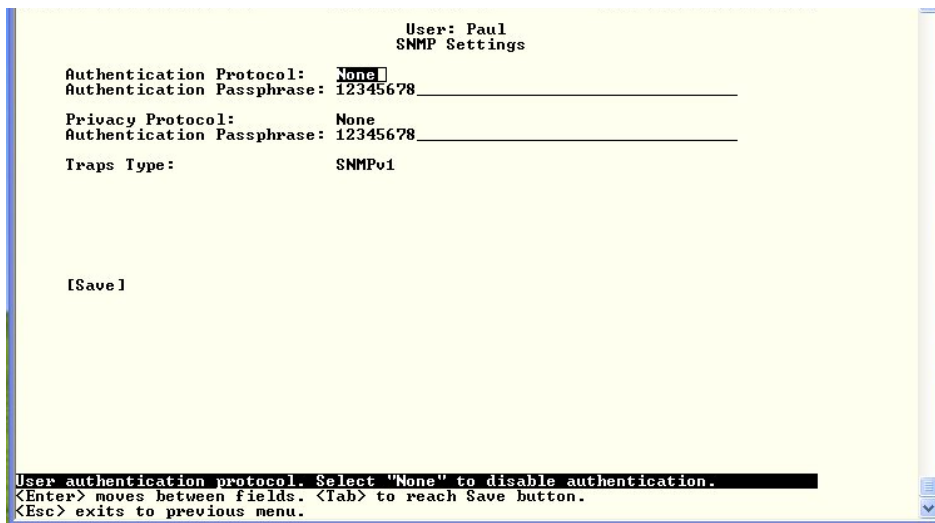 User: Paul
SNMP Settings
Authentication Protocol: None
Authentication Passphrase: 12345678
Privacy Protocol: None
Authentication Passphrase: 12345678
Traps Type: SNMPv1
[Save]
User authentication protocol. Select "None" to disable authentication.
<Enter> moves between fields. <Tab> to reach Save button.
<Esc> exits to previous menu.